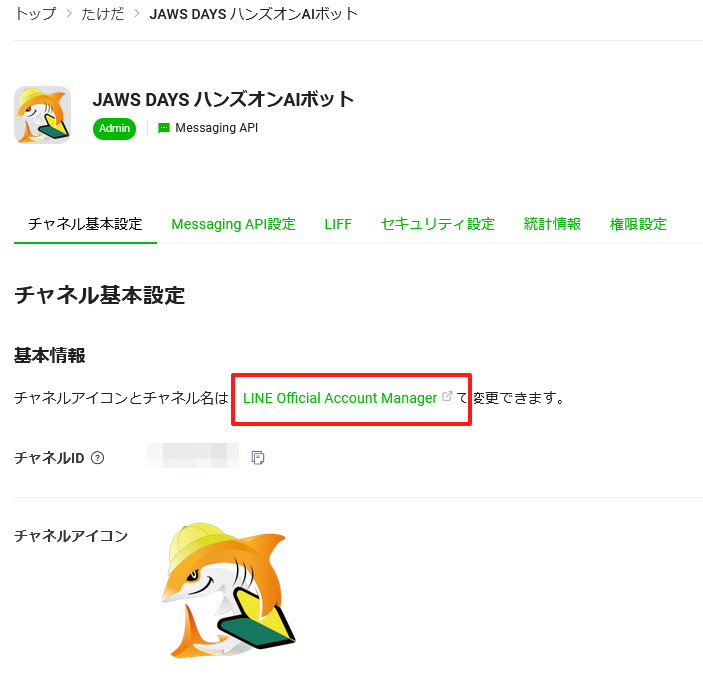 トップ > たけだ > JAWS DAYS ハンズオンAIボット
JAWS DAYS ハンズオンAIボット
Admin Messaging API
チャネル基本設定 Messaging API設定 LIFF セキュリティ設定 統計情報 権限設定
チャネル基本設定
基本情報
チャネルアイコンとチャネル名は LINE Official Account Manager で変更できます。
チャネルID ?
チャネルアイコン